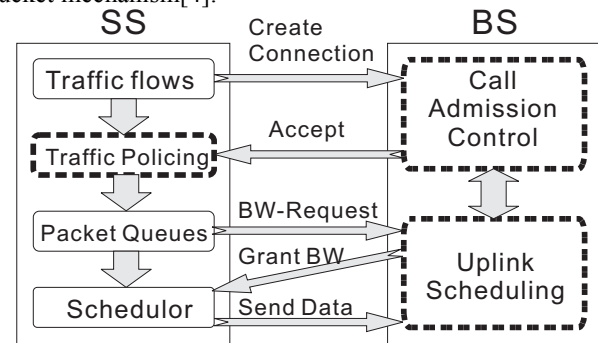 acket mechanism[4].
SS
BS
Create
Connection
Traffic flows
Call
Admission
Control
Accept
Traffic Policing
BW-Request
Packet Queues
Grant BW
Uplink
Scheduling
Schedulor
Send Data